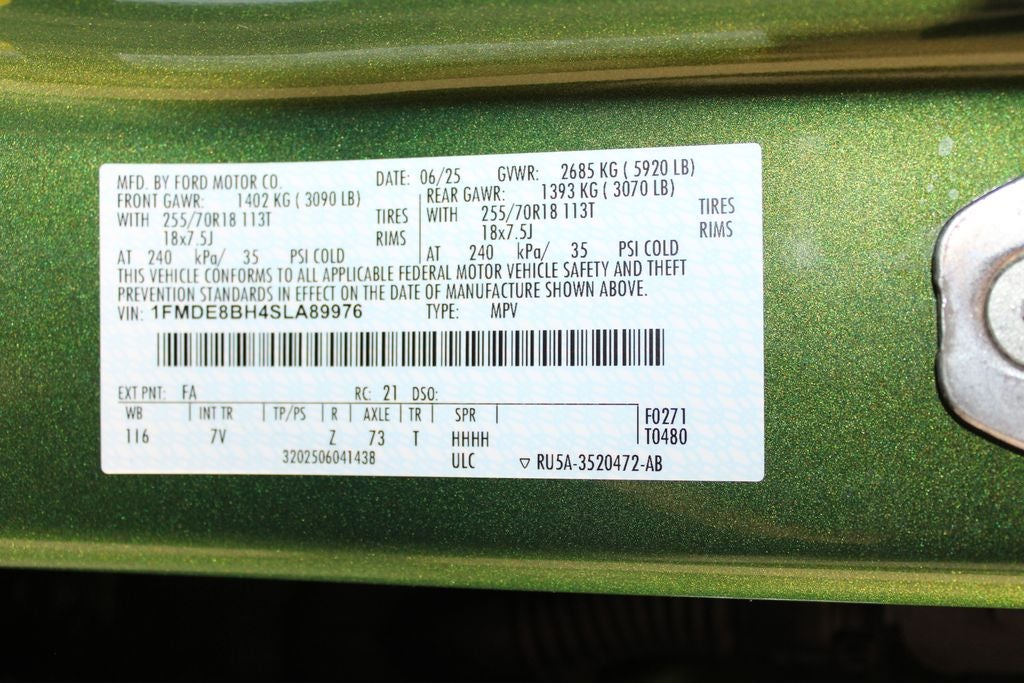 MFD. BY FORD MOTOR CO. DATE: 06/25 GVWR: 2685 KG ( 5920 LB)
FRONT GAWR: 1402 KG ( 3090 LB) REAR GAWR: 1393 KG ( 3070 LB)
WITH 255/70R18 113T TIRES WITH 255/70R18 113T TIRES
18x7.5J RIMS 18x7.5J RIMS
AT 240 kPa/ 35 PSI COLD AT 240 kPa/ 35 PSI COLD
THIS VEHICLE CONFORMS TO ALL APPLICABLE FEDERAL MOTOR VEHICLE SAFETY AND THEFT
PREVENTION STANDARDS IN EFFECT ON THE DATE OF MANUFACTURE SHOWN ABOVE.
VIN: 1FMDE8BH4SLA89976 TYPE: MPV
EXT PNT: FA RC: 21 DSO:
WB INT TR TP/PS R AXLE TR SPR F0271
116 7V Z 73 T HHHH T0480
3202506041438 ULC ▽ RU5A-3520472-AB